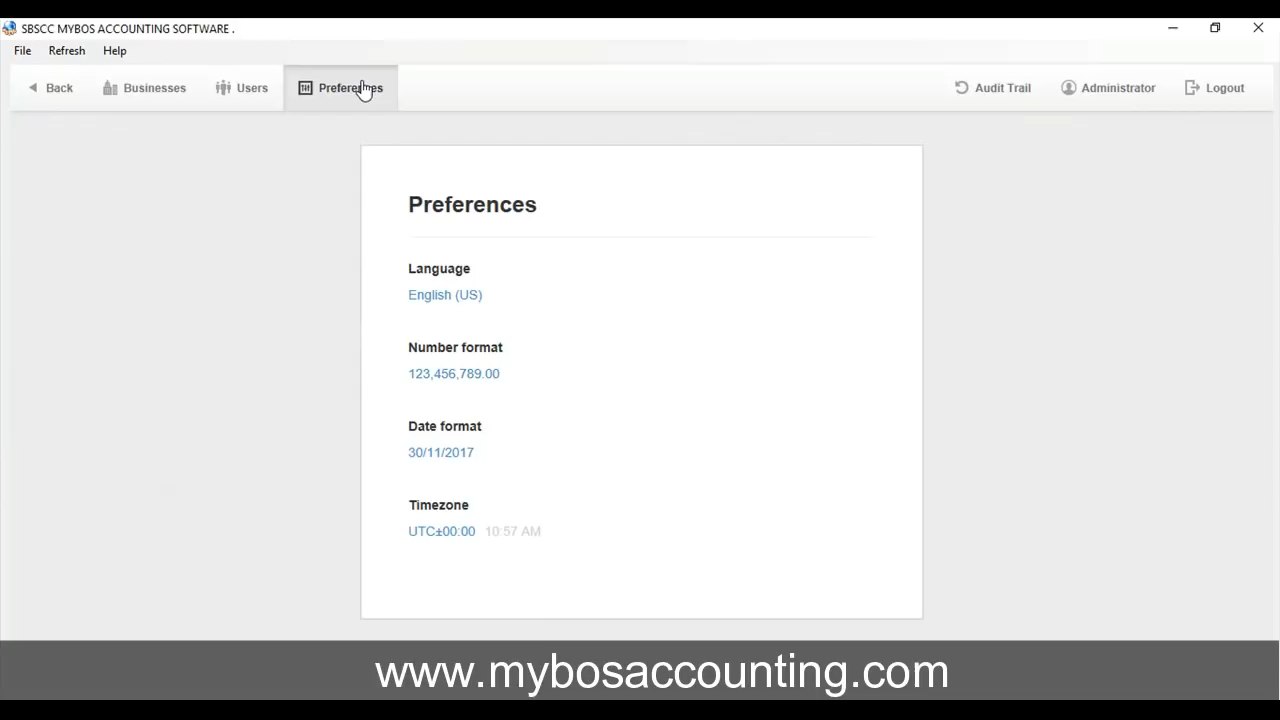 SBSCC MYBOS ACCOUNTING SOFTWARE .
File Refresh Help
Back Businesses Users Preferences Audit Trail Administrator Logout
Preferences
Language
English (US)
Number format
123,456,789.00
Date format
30/11/2017
Timezone
UTC±00:00 10:57 AM
www.mybosaccounting.com